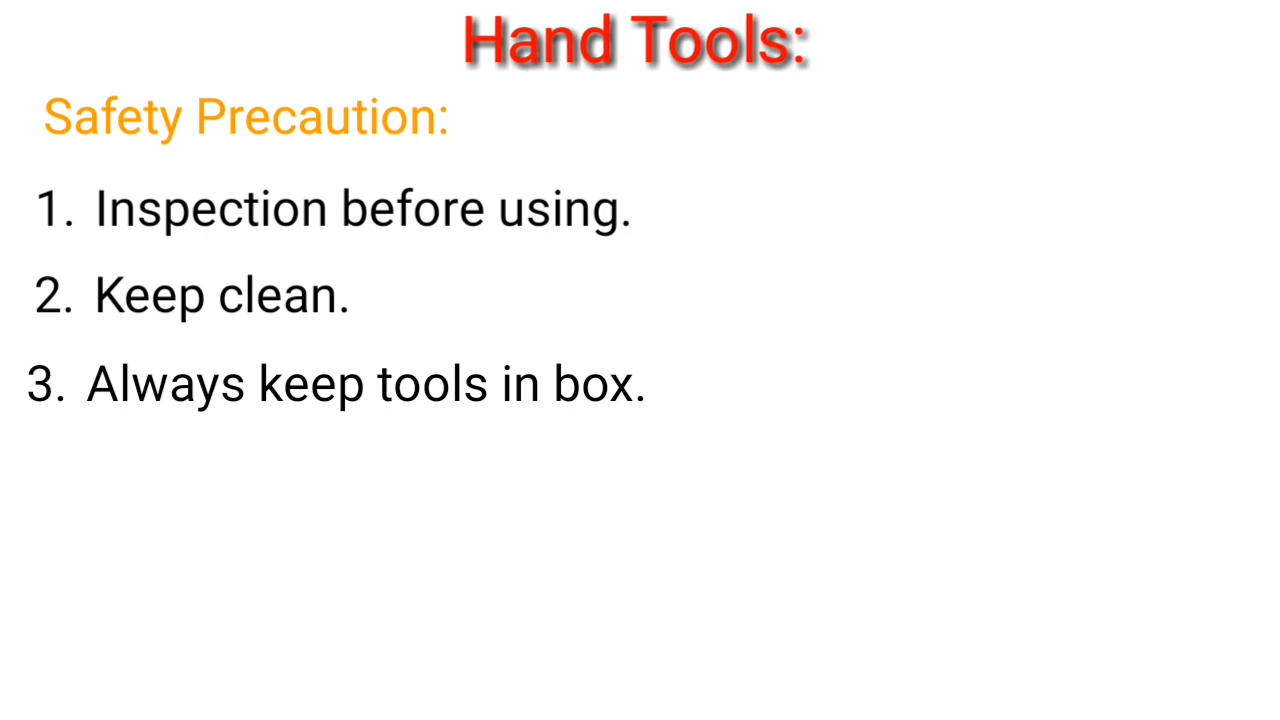 Hand Tools:
Safety Precaution:
1. Inspection before using.
2. Keep clean.
3. Always keep tools in box.